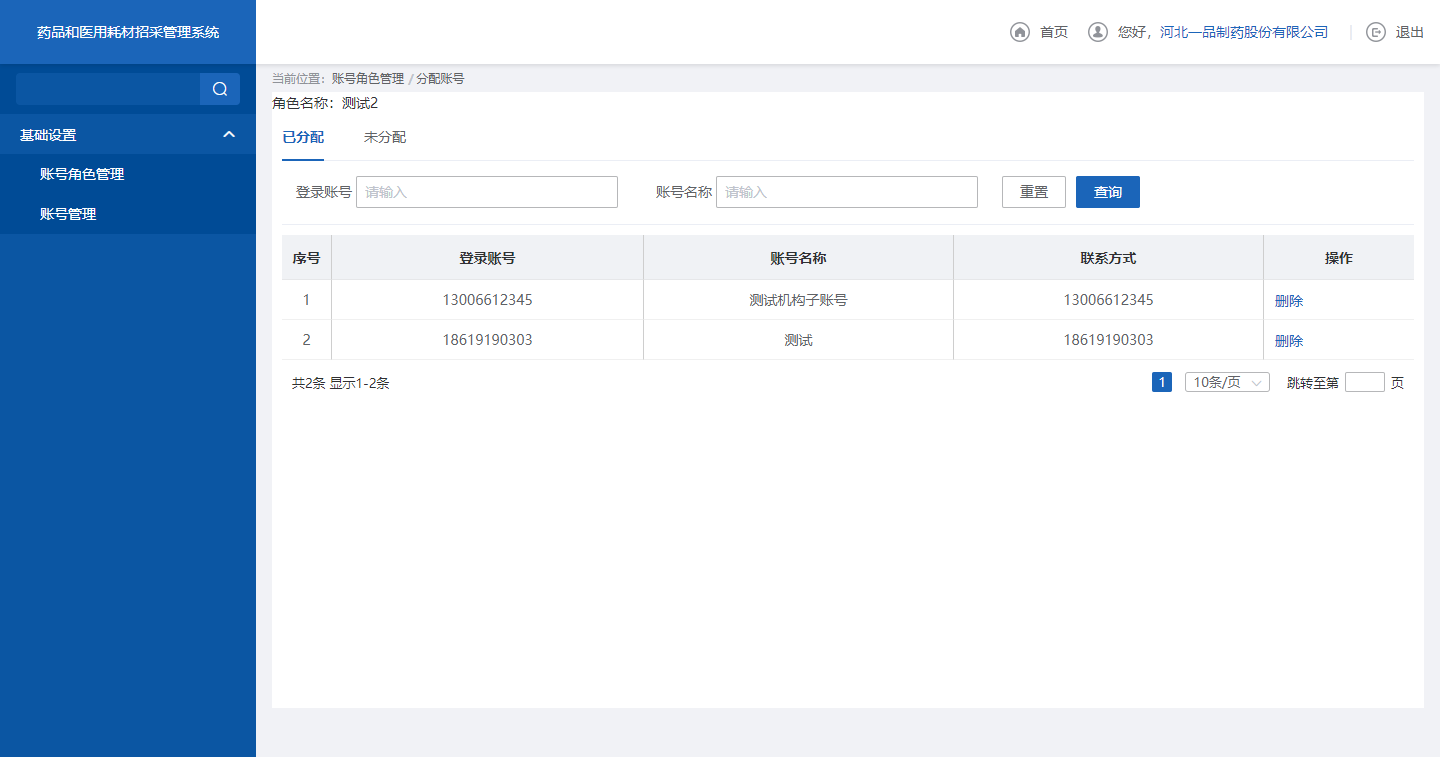 药品和医用耗材招采管理系统
首页 您好，河北一品制药股份有限公司 退出
当前位置：账号角色管理 / 分配账号
基础设置
账号角色管理
账号管理
角色名称：测试2
已分配 未分配
登录账号 请输入 账号名称 请输入 重置 查询
序号 登录账号 账号名称 联系方式 操作
1 13006612345 测试机构子账号 13006612345 删除
2 18619190303 测试 18619190303 删除
共2条 显示1-2条 1 10条/页 跳转至第 页